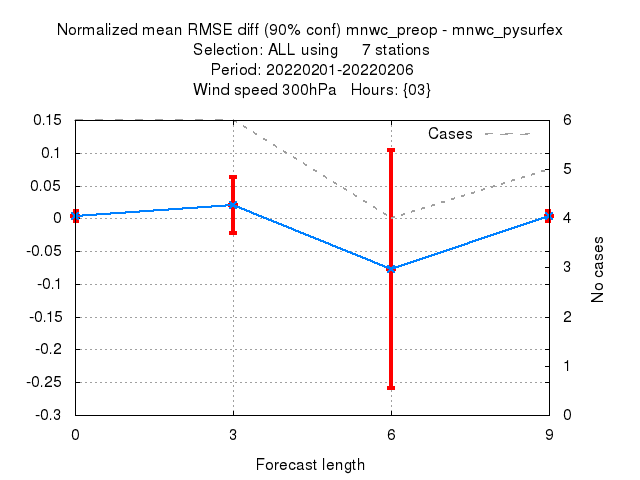 Normalized mean RMSE diff (90% conf) mnwc_preop - mnwc_pysurfex
Selection: ALL using 7 stations
Period: 20220201-20220206
Wind speed 300hPa Hours: {03}
Cases
0.15
0.1
0.05
0
-0.05
-0.1
-0.15
-0.2
-0.25
-0.3
6
5
4
3
2
1
0
No cases
0 3 6 9
Forecast length